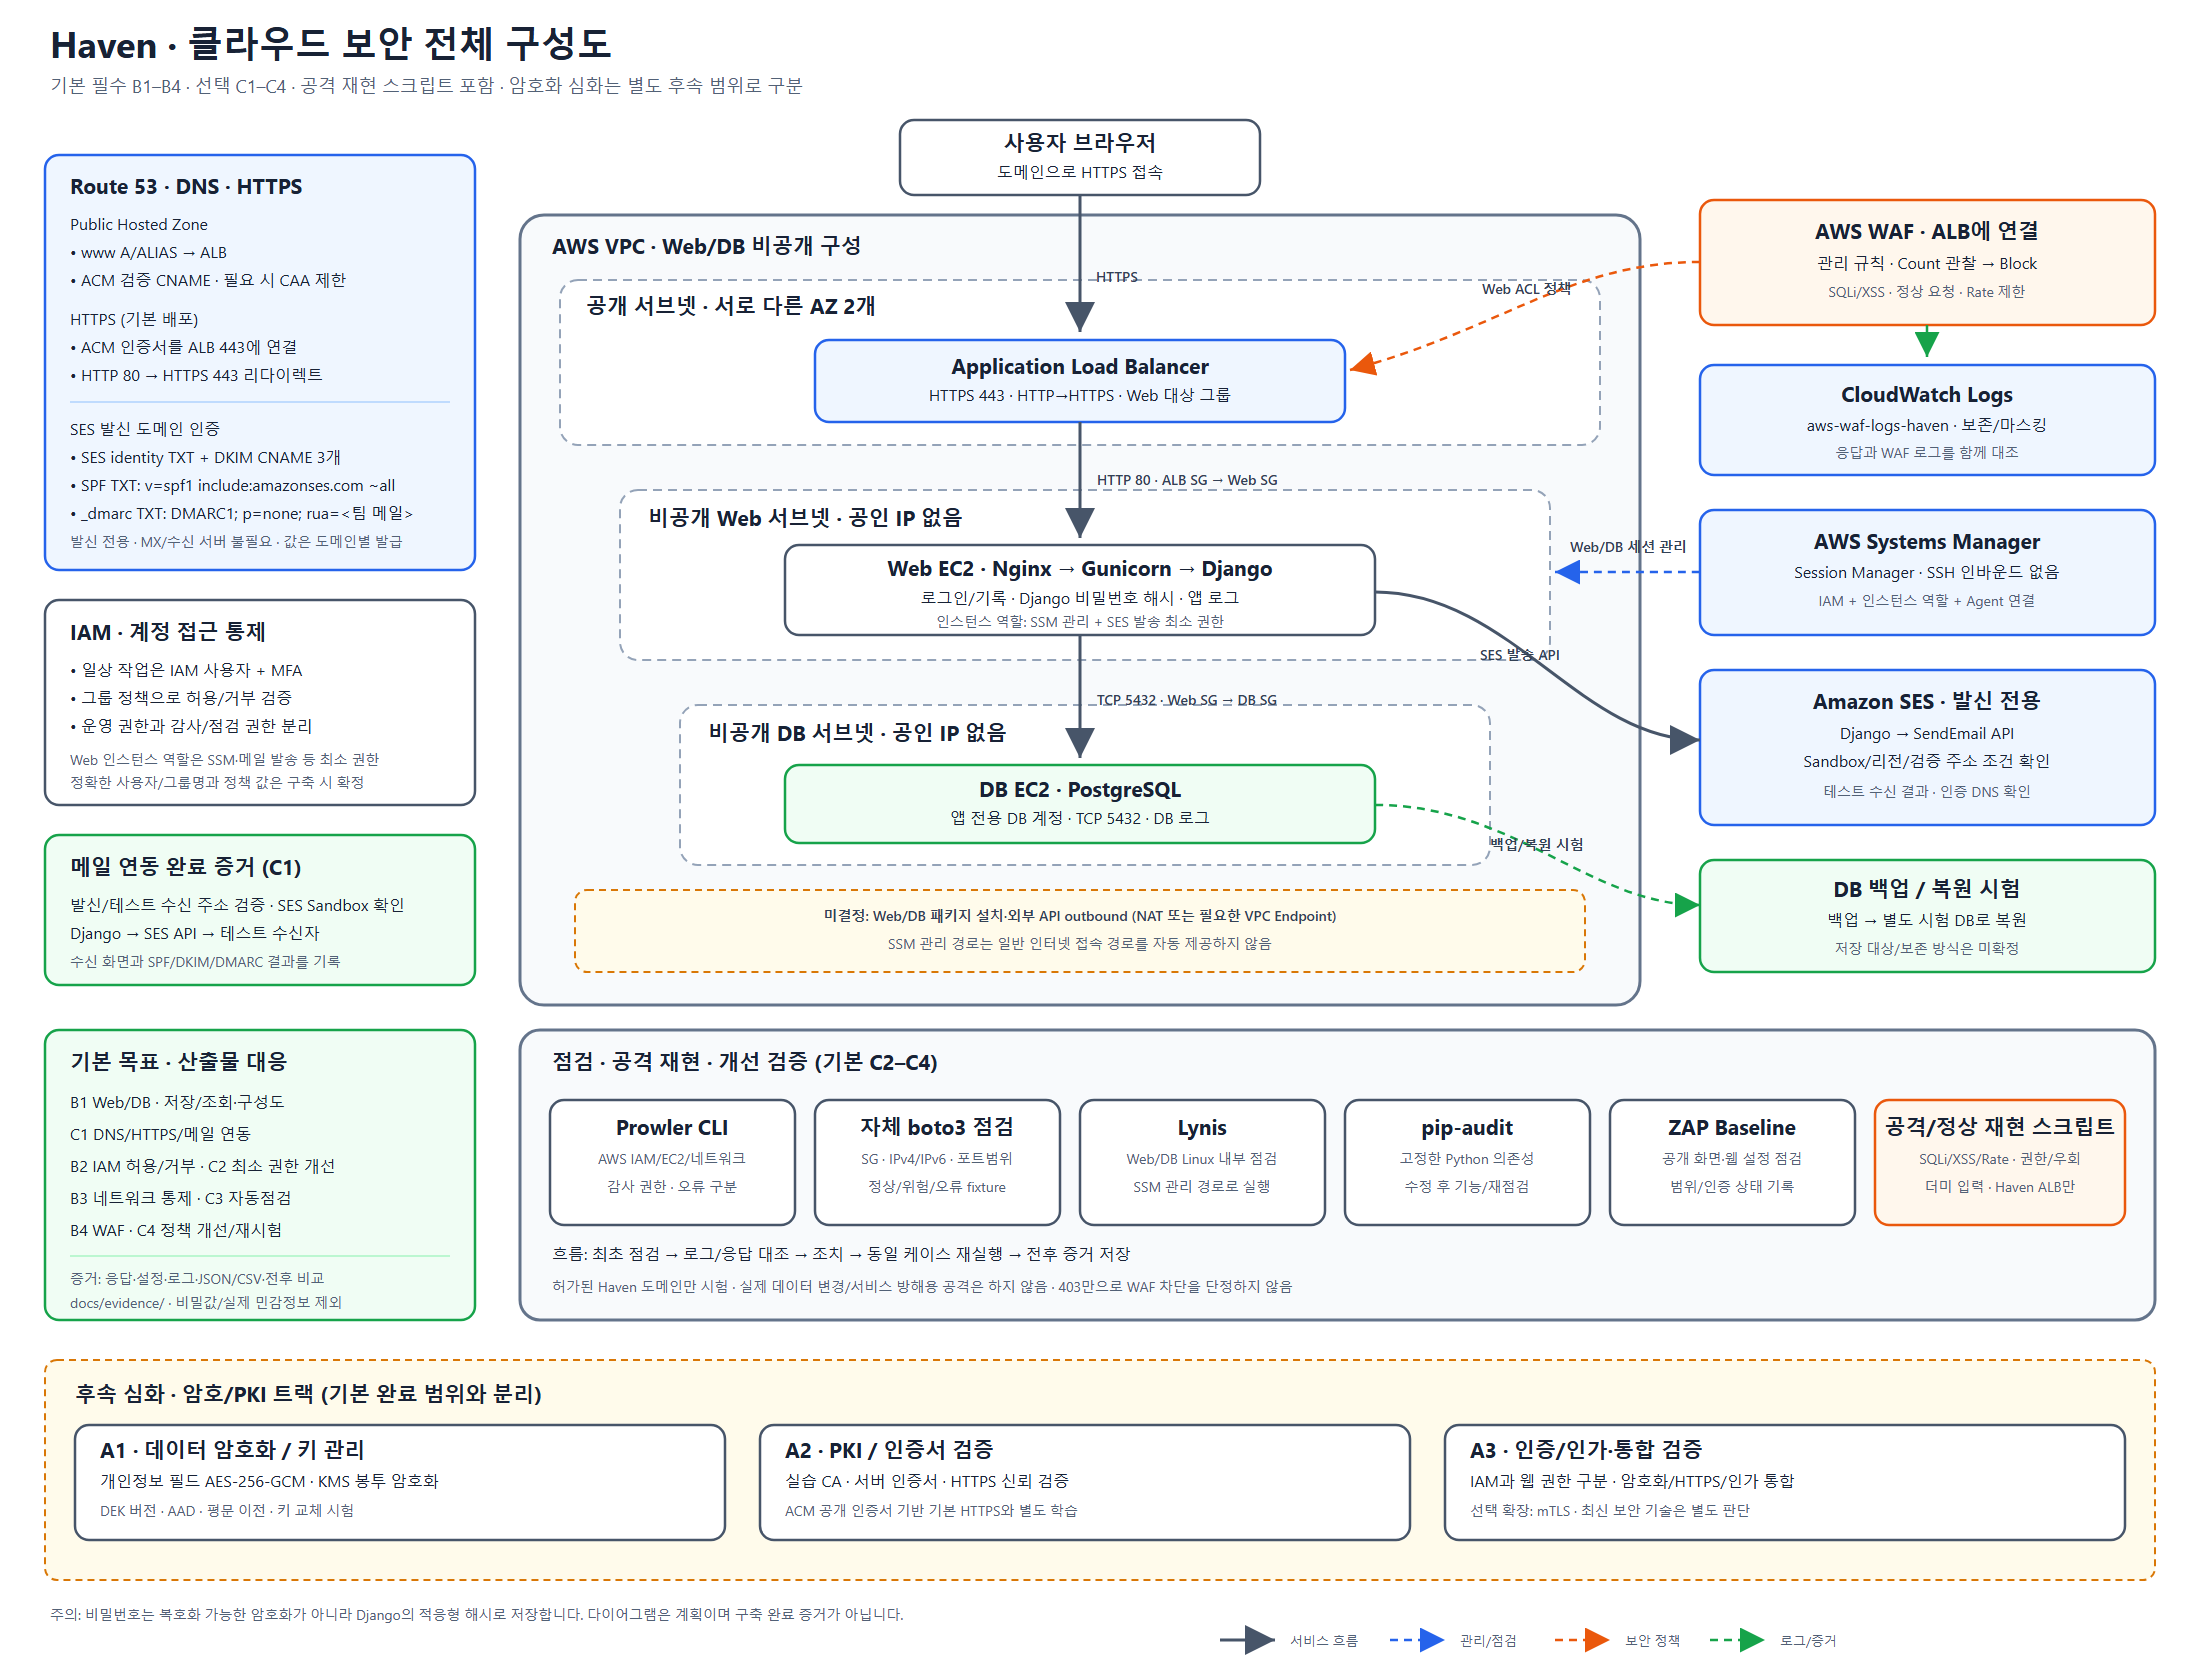 Haven · 클라우드 보안 전체 구성도
기본 필수 B1–B4 · 선택 C1–C4 · 공격 재현 스크립트 포함 · 암호화 심화는 별도 후속 범위로 구분
사용자 브라우저
도메인으로 HTTPS 접속
Route 53 · DNS · HTTPS
Public Hosted Zone
• www A/ALIAS → ALB
• ACM 검증 CNAME · 필요 시 CAA 제한
HTTPS (기본 배포)
• ACM 인증서를 ALB 443에 연결
• HTTP 80 → HTTPS 443 리다이렉트
SES 발신 도메인 인증
• SES identity TXT + DKIM CNAME 3개
• SPF TXT: v=spf1 include:amazonses.com ~all
• _dmarc TXT: DMARC1; p=none; rua=<팀 메일>
발신 전용 · MX/수신 서버 불필요 · 값은 도메인별 발급
IAM · 계정 접근 통제
• 일상 작업은 IAM 사용자 + MFA
• 그룹 정책으로 허용/거부 검증
• 운영 권한과 감사/점검 권한 분리
Web 인스턴스 역할은 SSM·메일 발송 등 최소 권한
정확한 사용자/그룹명과 정책 값은 구축 시 확정
메일 연동 완료 증거 (C1)
발신/테스트 수신 주소 검증 · SES Sandbox 확인
Django → SES API → 테스트 수신자
수신 화면과 SPF/DKIM/DMARC 결과를 기록
기본 목표 · 산출물 대응
B1 Web/DB · 저장/조회·구성도
C1 DNS/HTTPS/메일 연동
B2 IAM 허용/거부 · C2 최소 권한 개선
B3 네트워크 통제 · C3 자동점검
B4 WAF · C4 정책 개선/재시험
증거: 응답·설정·로그·JSON/CSV·전후 비교
docs/evidence/ · 비밀값/실제 민감정보 제외
AWS VPC · Web/DB 비공개 구성
HTTPS
공개 서브넷 · 서로 다른 AZ 2개
Web ACL 정책
Application Load Balancer
HTTPS 443 · HTTP→HTTPS · Web 대상 그룹
HTTP 80 · ALB SG → Web SG
비공개 Web 서브넷 · 공인 IP 없음
Web EC2 · Nginx → Gunicorn → Django
로그인/기록 · Django 비밀번호 해시 · 앱 로그
인스턴스 역할: SSM 관리 + SES 발송 최소 권한
Web/DB 세션 관리
SES 발송 API
TCP 5432 · Web SG → DB SG
비공개 DB 서브넷 · 공인 IP 없음
DB EC2 · PostgreSQL
앱 전용 DB 계정 · TCP 5432 · DB 로그
백업/복원 시험
미결정: Web/DB 패키지 설치·외부 API outbound (NAT 또는 필요한 VPC Endpoint)
SSM 관리 경로는 일반 인터넷 접속 경로를 자동 제공하지 않음
AWS WAF · ALB에 연결
관리 규칙 · Count 관찰 → Block
SQLi/XSS · 정상 요청 · Rate 제한
CloudWatch Logs
aws-waf-logs-haven · 보존/마스킹
응답과 WAF 로그를 함께 대조
AWS Systems Manager
Session Manager · SSH 인바운드 없음
IAM + 인스턴스 역할 + Agent 연결
Amazon SES · 발신 전용
Django → SendEmail API
Sandbox/리전/검증 주소 조건 확인
테스트 수신 결과 · 인증 DNS 확인
DB 백업 / 복원 시험
백업 → 별도 시험 DB로 복원
저장 대상/보존 방식은 미확정
점검 · 공격 재현 · 개선 검증 (기본 C2–C4)
Prowler CLI
AWS IAM/EC2/네트워크
감사 권한 · 오류 구분
자체 boto3 점검
SG · IPv4/IPv6 · 포트범위
정상/위험/오류 fixture
Lynis
Web/DB Linux 내부 점검
SSM 관리 경로로 실행
pip-audit
고정한 Python 의존성
수정 후 기능/재점검
ZAP Baseline
공개 화면·웹 설정 점검
범위/인증 상태 기록
공격/정상 재현 스크립트
SQLi/XSS/Rate · 권한/우회
더미 입력 · Haven ALB만
흐름: 최초 점검 → 로그/응답 대조 → 조치 → 동일 케이스 재실행 → 전후 증거 저장
허가된 Haven 도메인만 시험 · 실제 데이터 변경/서비스 방해용 공격은 하지 않음 · 403만으로 WAF 차단을 단정하지 않음
후속 심화 · 암호/PKI 트랙 (기본 완료 범위와 분리)
A1 · 데이터 암호화 / 키 관리
개인정보 필드 AES-256-GCM · KMS 봉투 암호화
DEK 버전 · AAD · 평문 이전 · 키 교체 시험
A2 · PKI / 인증서 검증
실습 CA · 서버 인증서 · HTTPS 신뢰 검증
ACM 공개 인증서 기반 기본 HTTPS와 별도 학습
A3 · 인증/인가·통합 검증
IAM과 웹 권한 구분 · 암호화/HTTPS/인가 통합
선택 확장: mTLS · 최신 보안 기술은 별도 판단
주의: 비밀번호는 복호화 가능한 암호화가 아니라 Django의 적응형 해시로 저장합니다. 다이어그램은 계획이며 구축 완료 증거가 아닙니다.
서비스 흐름
관리/점검
보안 정책
로그/증거